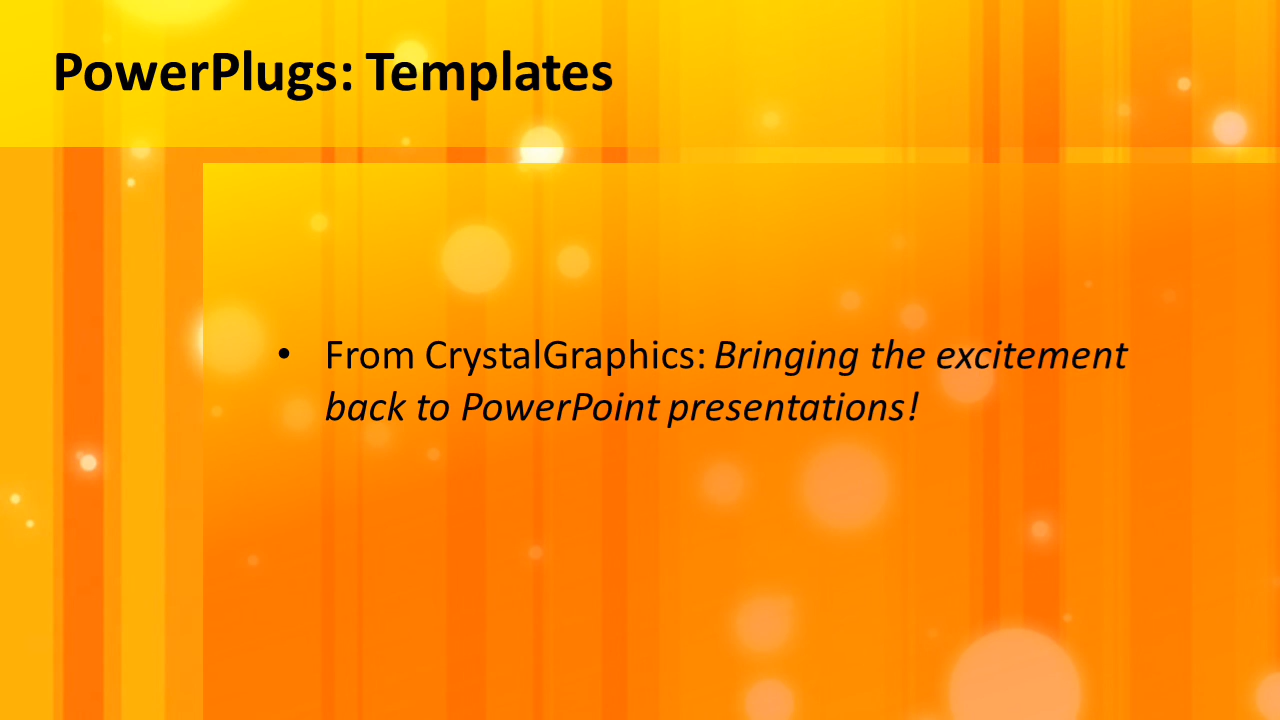 PowerPlugs: Templates
• From CrystalGraphics: Bringing the excitement
back to PowerPoint presentations!